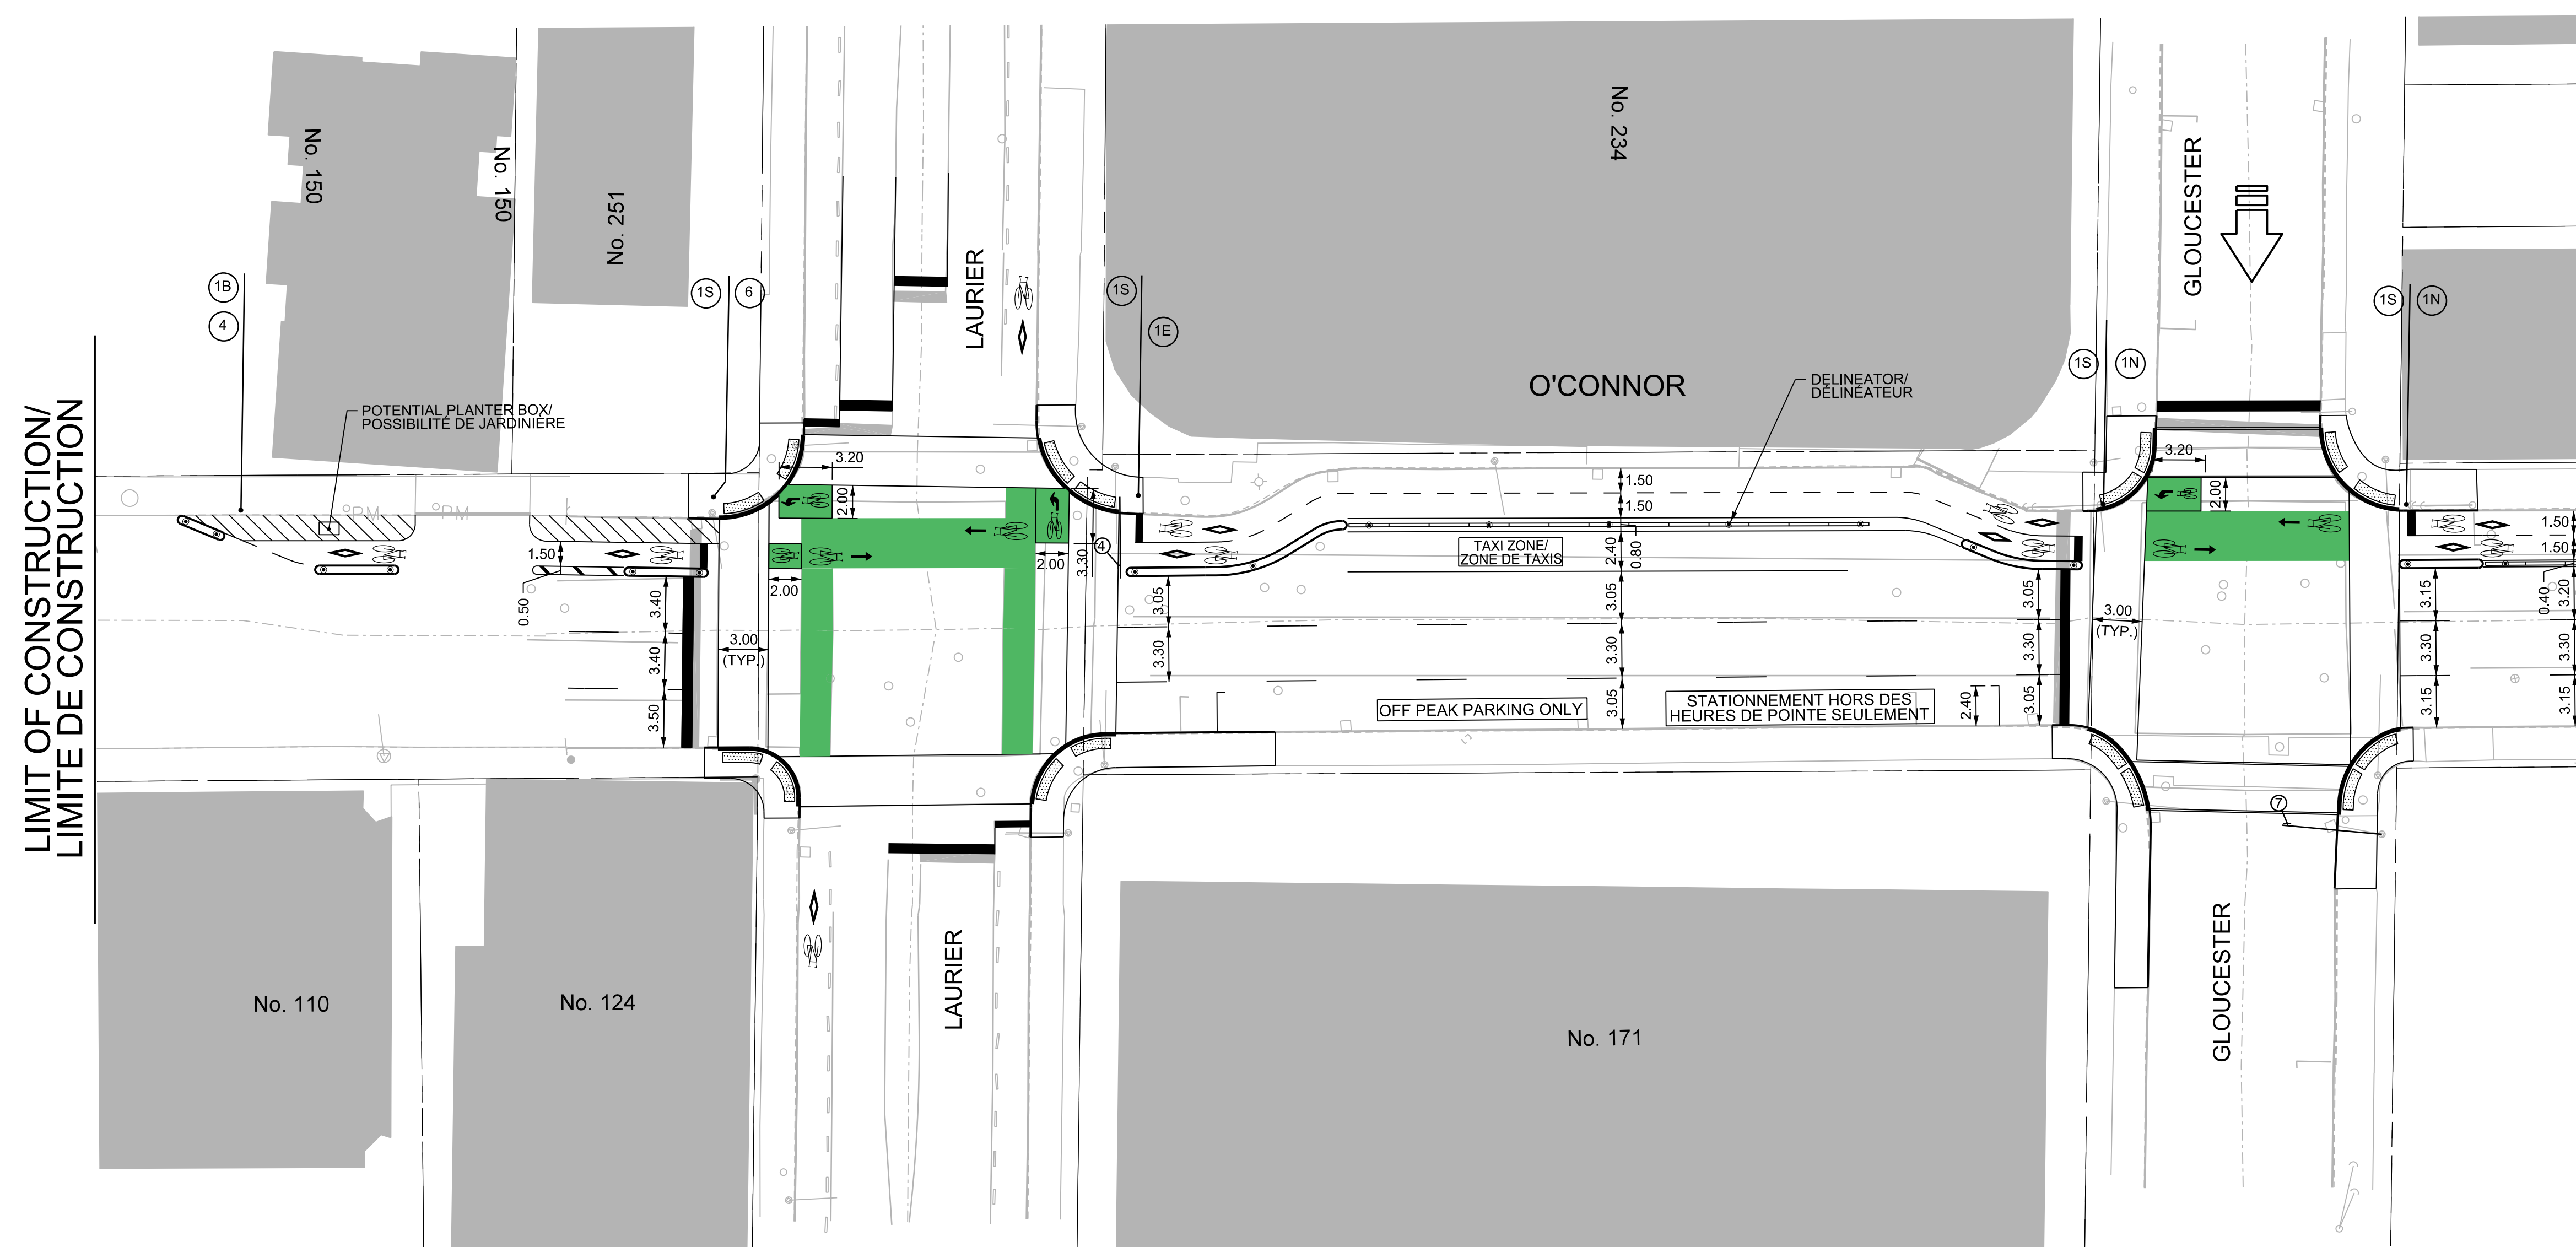 LIMIT OF CONSTRUCTION/
LIMITE DE CONSTRUCTION
No. 150
No. 150
No. 251
No. 234
1B
4
1S
6
1S
1E
1S
1N
1S
1N
LAURIER
GLOUCESTER
O'CONNOR
POTENTIAL PLANTER BOX/
POSSIBILITÉ DE JARDINIÈRE
DELINEATOR/
DÉLINÉATEUR
PM
PM
3.20
2.00
1.50
0.50
2.00
2.00
3.30
4
3.40
3.40
3.50
3.00
(TYP.)
3.05
3.30
1.50
1.50
2.40
0.80
3.05
3.30
3.05
TAXI ZONE/
ZONE DE TAXIS
OFF PEAK PARKING ONLY
STATIONNEMENT HORS DES
HEURES DE POINTE SEULEMENT
2.40
3.05
3.30
3.05
3.00
(TYP.)
3.20
2.00
3.15
3.30
3.15
1.50
1.50
0.40
3.20
3.30
3.15
7
No. 110
No. 124
LAURIER
No. 171
GLOUCESTER